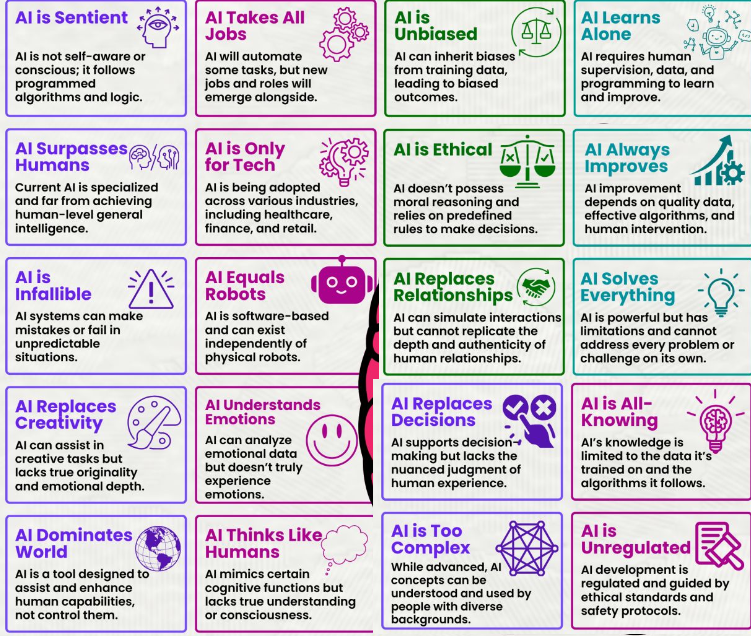 AI is Sentient
AI is not self-aware or
conscious; it follows
programmed
algorithms and logic.
AI Takes All
Jobs
AI will automate
some tasks, but new
jobs and roles will
emerge alongside.
AI is
Unbiased
AI can inherit biases
from training data,
leading to biased
outcomes.
AI Learns
Alone
AI requires human
supervision, data, and
programming to learn
and improve.
AI Surpasses
Humans
Current AI is specialized
and far from achieving
human-level general
intelligence.
AI is Only
for Tech
AI is being adopted
across various industries,
including healthcare,
finance, and retail.
AI is Ethical
AI doesn't possess
moral reasoning and
relies on predefined
rules to make decisions.
AI Always
Improves
AI improvement
depends on quality data,
effective algorithms, and
human intervention.
AI is
Infallible
AI systems can make
mistakes or fail in
unpredictable
situations.
AI Equals
Robots
AI is software-based
and can exist
independently of
physical robots.
AI Replaces
Relationships
AI can simulate interactions
but cannot replicate the
depth and authenticity of
human relationships.
AI Solves
Everything
AI is powerful but has
limitations and cannot
address every problem or
challenge on its own.
AI Replaces
Creativity
AI can assist in
creative tasks but
lacks true originality
and emotional depth.
AI Understands
Emotions
AI can analyze
emotional data
but doesn't truly
experience
emotions.
AI Replaces
Decisions
AI supports decision-
making but lacks the
nuanced judgment of
human experience.
AI is All-
Knowing
AI's knowledge is
limited to the data it's
trained on and the
algorithms it follows.
AI Dominates
World
AI is a tool designed to
assist and enhance
human capabilities,
not control them.
AI Thinks Like
Humans
AI mimics certain
cognitive functions but
lacks true understanding
or consciousness.
AI is Too
Complex
While advanced, AI
concepts can be
understood and used by
people with diverse
backgrounds.
AI is
Unregulated
AI development is
regulated and guided by
ethical standards and
safety protocols.